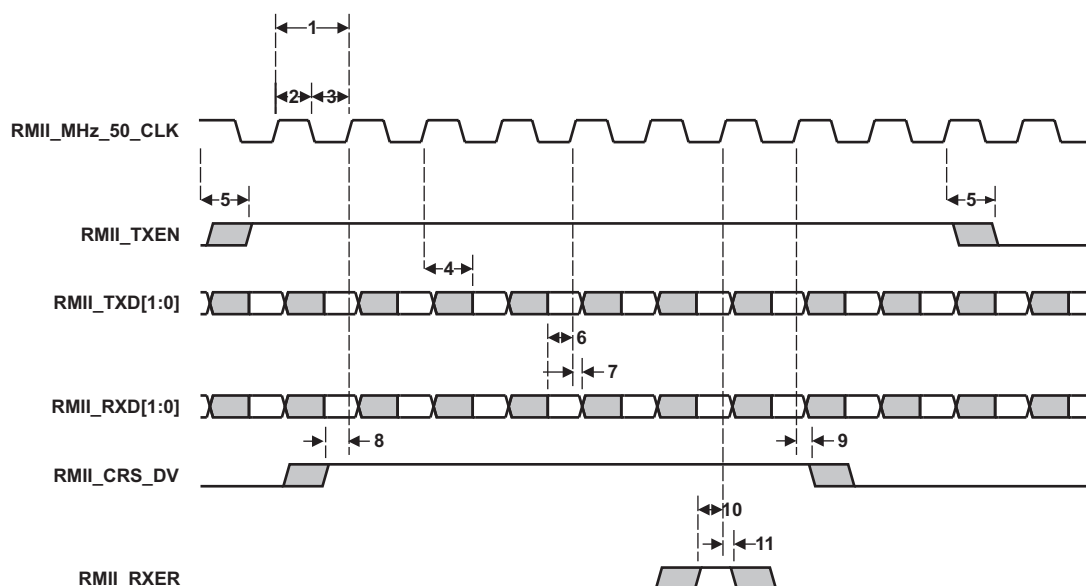 1
2 3
RMII_MHz_50_CLK
5 5
RMII_TXEN
4
RMII_TXD[1:0]
6
7
RMII_RXD[1:0]
8 9
RMII_CRS_DV
10
11
RMII_RXER